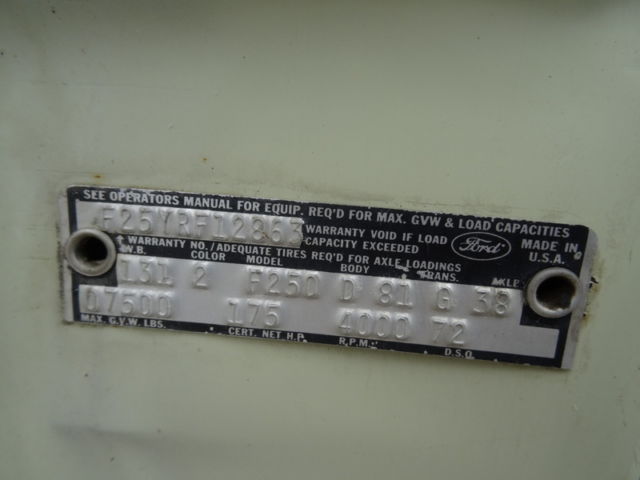 SEE OPERATORS MANUAL FOR EQUIP. REQ'D FOR MAX. GVW & LOAD CAPACITIES
F25YRF12863 WARRANTY VOID IF LOAD CAPACITY EXCEEDED Ford MADE IN U.S.A.
WARRANTY NO./ADEQUATE TIRES REQ'D FOR AXLE LOADINGS
W.B. COLOR MODEL BODY TRANS. AXLE
131 2 F250 D 81 G 38
07500 175 4000 72
MAX. G.V.W. LBS. CERT. NET H.P. R.P.M. D.S.O.